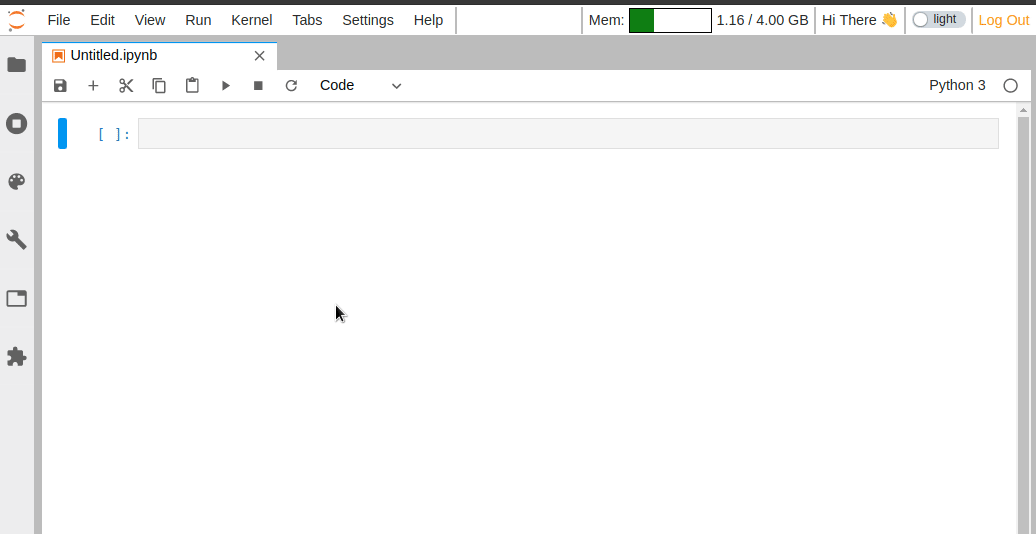 File Edit View Run Kernel Tabs Settings Help Mem: 1.16 / 4.00 GB Hi There 👋 light Log Out
Untitled.ipynb
Code Python 3
[ ]: